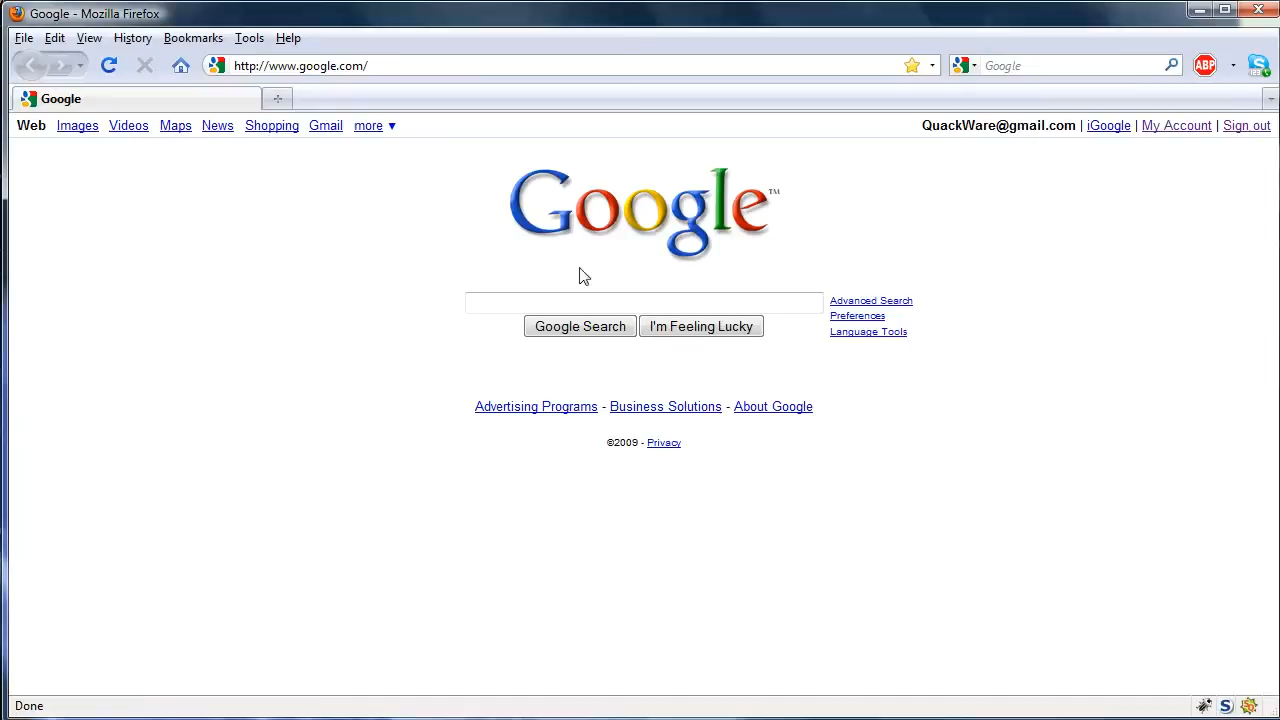 Google - Mozilla Firefox
File Edit View History Bookmarks Tools Help
http://www.google.com/ Google ABP
Google
Web Images Videos Maps News Shopping Gmail more ▼ QuackWare@gmail.com | iGoogle | My Account | Sign out
Google™
Advanced Search
Preferences
Language Tools
Google Search I'm Feeling Lucky
Advertising Programs - Business Solutions - About Google
©2009 - Privacy
Done S